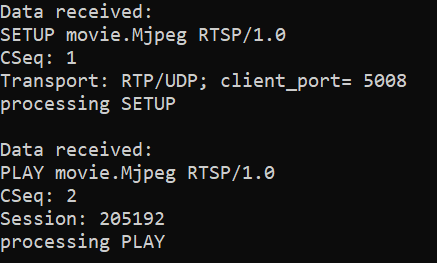 Data received:
SETUP movie.Mjpeg RTSP/1.0
CSeq: 1
Transport: RTP/UDP; client_port= 5008
processing SETUP
Data received:
PLAY movie.Mjpeg RTSP/1.0
CSeq: 2
Session: 205192
processing PLAY